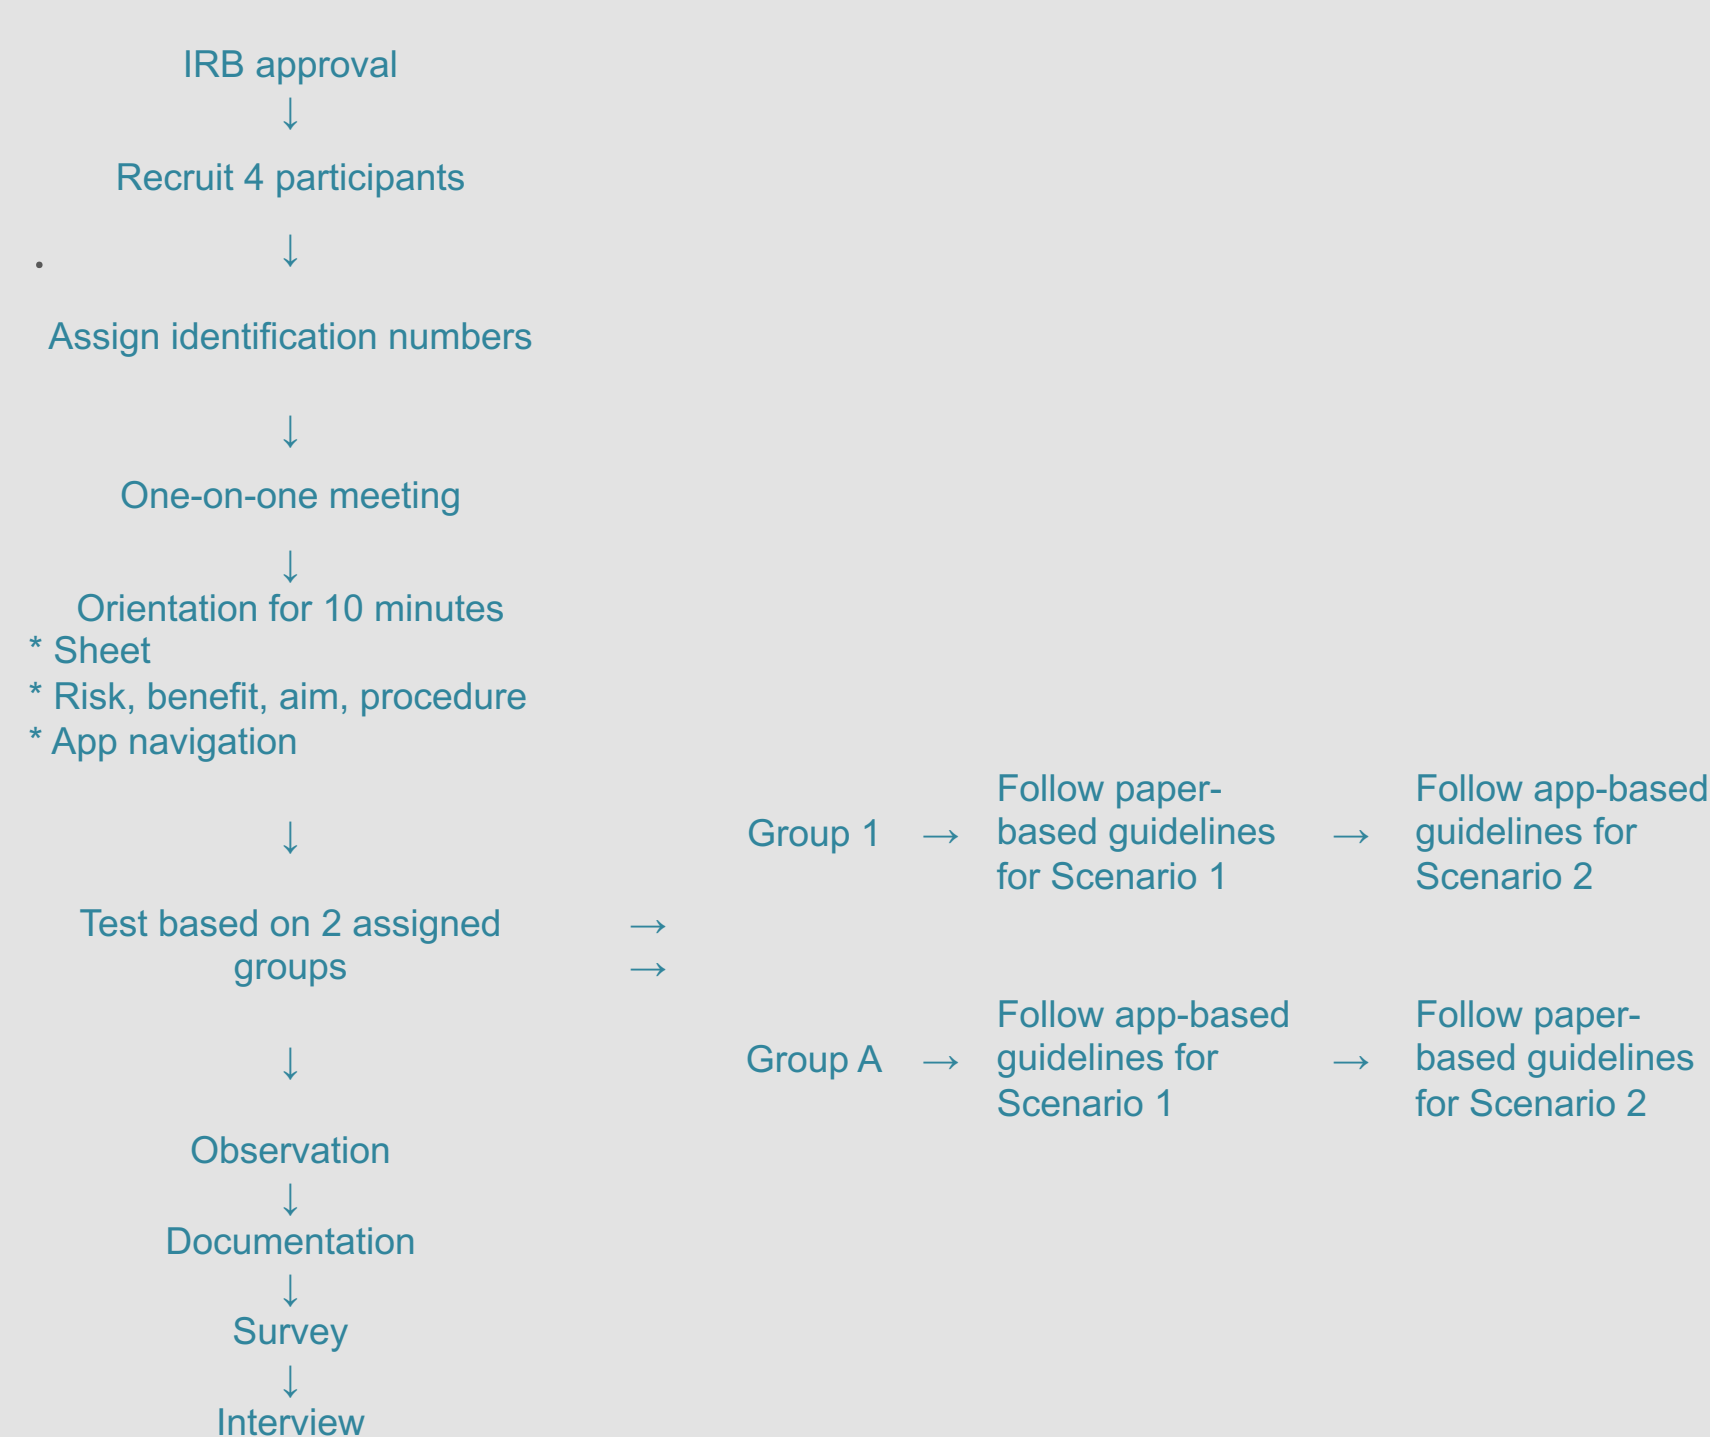 IRB approval
↓
Recruit 4 participants
↓
.
Assign identification numbers
↓
One-on-one meeting
↓
Orientation for 10 minutes
* Sheet
* Risk, benefit, aim, procedure
* App navigation
↓
Test based on 2 assigned →
groups →
↓
Observation
↓
Documentation
↓
Survey
↓
Interview
Group 1 →
Follow paper-
based guidelines
for Scenario 1
→
Follow app-based
guidelines for
Scenario 2
Group A →
Follow app-based
guidelines for
Scenario 1
→
Follow paper-
based guidelines
for Scenario 2